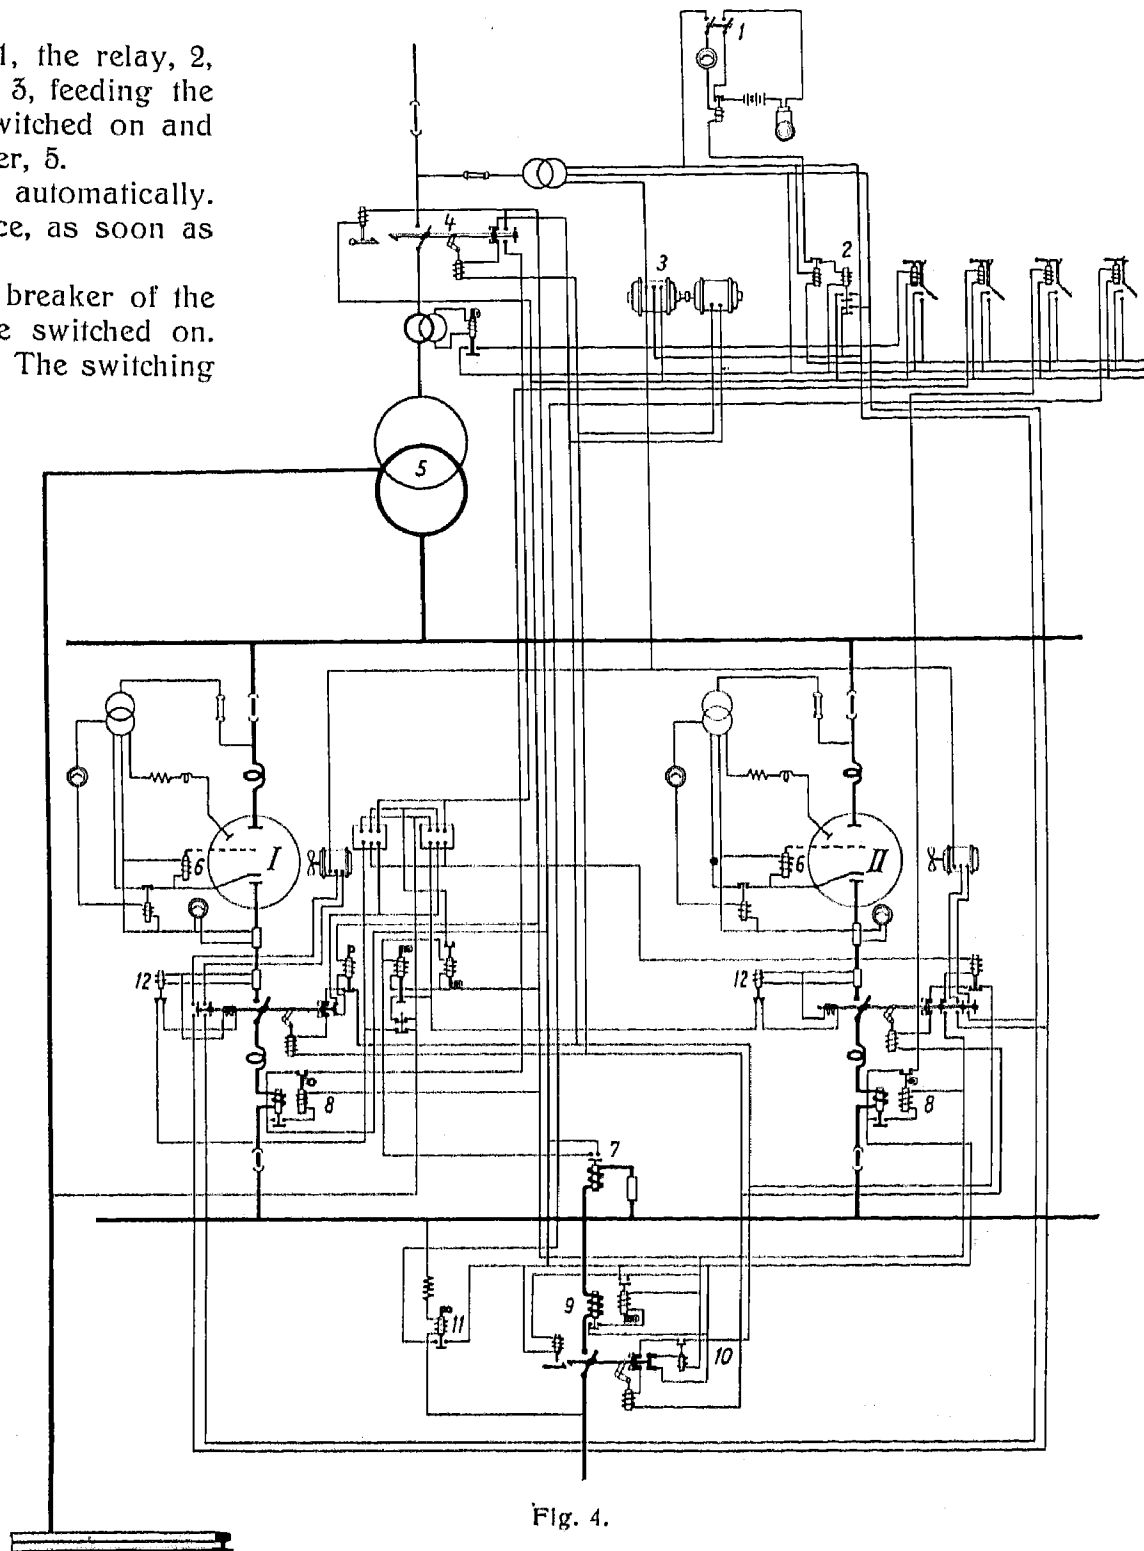 1, the relay, 2,
3, feeding the
witched on and
er, 5.
automatically.
ce, as soon as
breaker of the
e switched on.
The switching
1
4
3
2
5
6
I
6
II
12
12
8
8
7
9
11
10
Fig. 4.